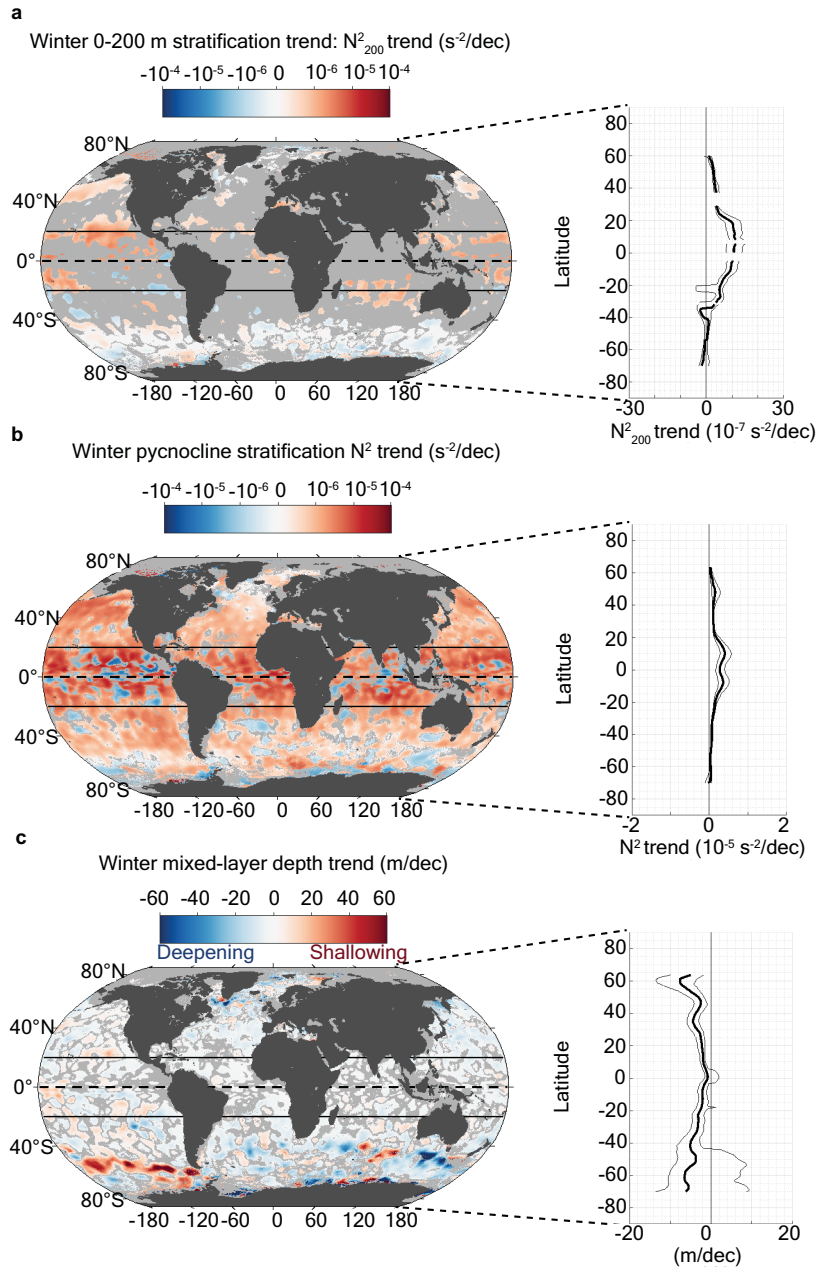 a
Winter 0-200 m stratification trend: N²₂₀₀ trend (s⁻²/dec)
-10⁻⁴ -10⁻⁵ -10⁻⁶ 0 10⁻⁶ 10⁻⁵ 10⁻⁴
80°N
40°N
0°
40°S
80°S
-180 -120 -60 0 60 120 180
Latitude
80
60
40
20
0
-20
-40
-60
-80
-30 0 30
N²₂₀₀ trend (10⁻⁷ s⁻²/dec)
b
Winter pycnocline stratification N² trend (s⁻²/dec)
-10⁻⁴ -10⁻⁵ -10⁻⁶ 0 10⁻⁶ 10⁻⁵ 10⁻⁴
80°N
40°N
0°
40°S
80°S
-180 -120 -60 0 60 120 180
Latitude
80
60
40
20
0
-20
-40
-60
-80
-2 0 2
N² trend (10⁻⁵ s⁻²/dec)
c
Winter mixed-layer depth trend (m/dec)
-60 -40 -20 0 20 40 60
Deepening Shallowing
80°N
40°N
0°
40°S
80°S
-180 -120 -60 0 60 120 180
Latitude
80
60
40
20
0
-20
-40
-60
-80
-20 0 20
(m/dec)